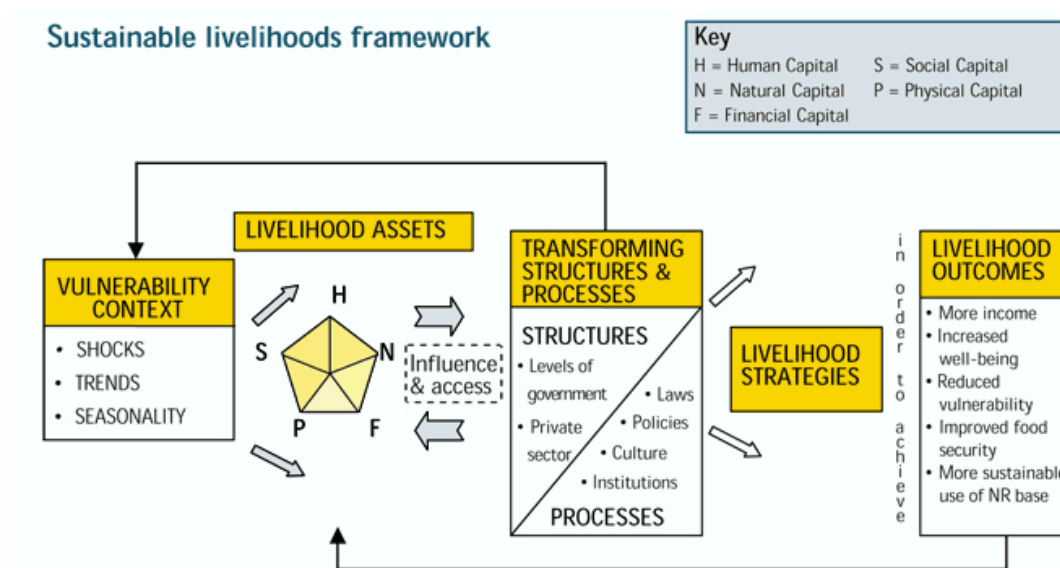 Sustainable livelihoods framework
Key
H = Human Capital
S = Social Capital
N = Natural Capital
P = Physical Capital
F = Financial Capital
LIVELIHOOD ASSETS
VULNERABILITY
CONTEXT
• SHOCKS
• TRENDS
• SEASONALITY
H
S
N
P
F
Influence
& access
TRANSFORMING
STRUCTURES &
PROCESSES
STRUCTURES
• Levels of
government
• Private
sector
• Laws
• Policies
• Culture
• Institutions
PROCESSES
LIVELIHOOD
STRATEGIES
in order to achieve
LIVELIHOOD
OUTCOMES
• More income
• Increased
well-being
• Reduced
vulnerability
• Improved food
security
• More sustainable
use of NR base